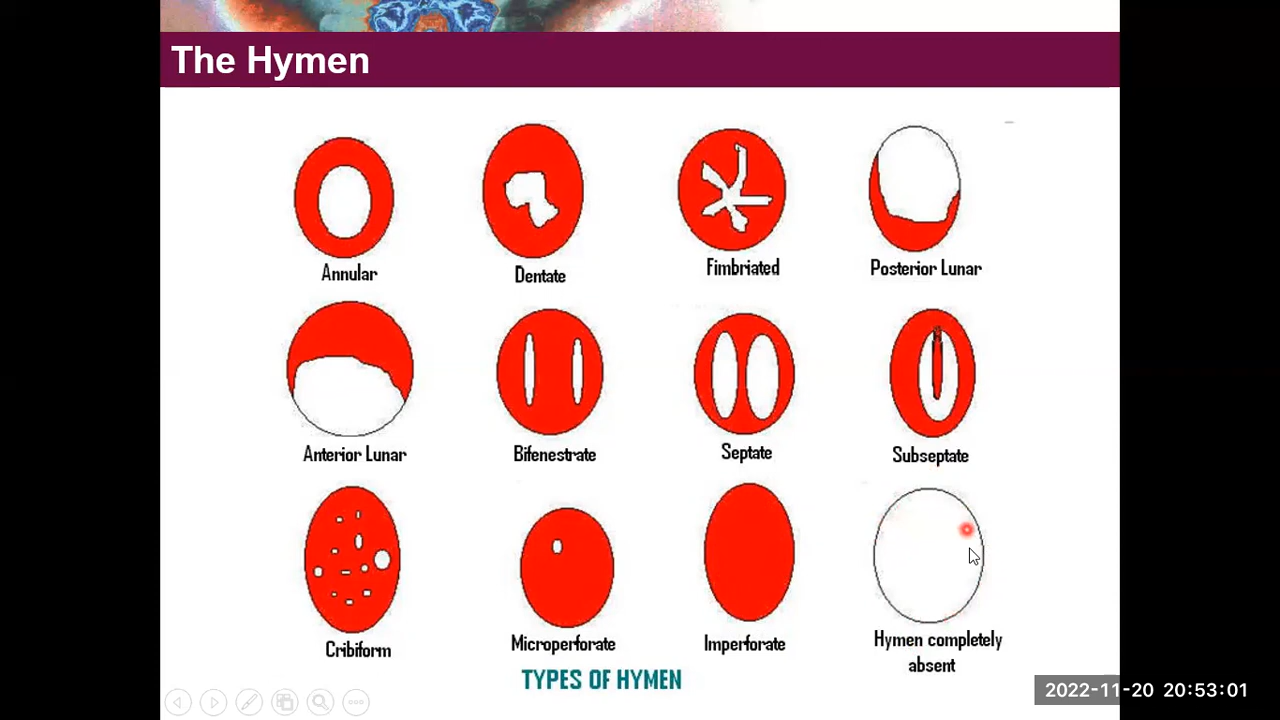 The Hymen
Annular
Dentate
Fimbriated
Posterior Lunar
Anterior Lunar
Bifenestrate
Septate
Subseptate
Cribiform
Microperforate
Imperforate
Hymen completely
absent
TYPES OF HYMEN
2022-11-20 20:53:01